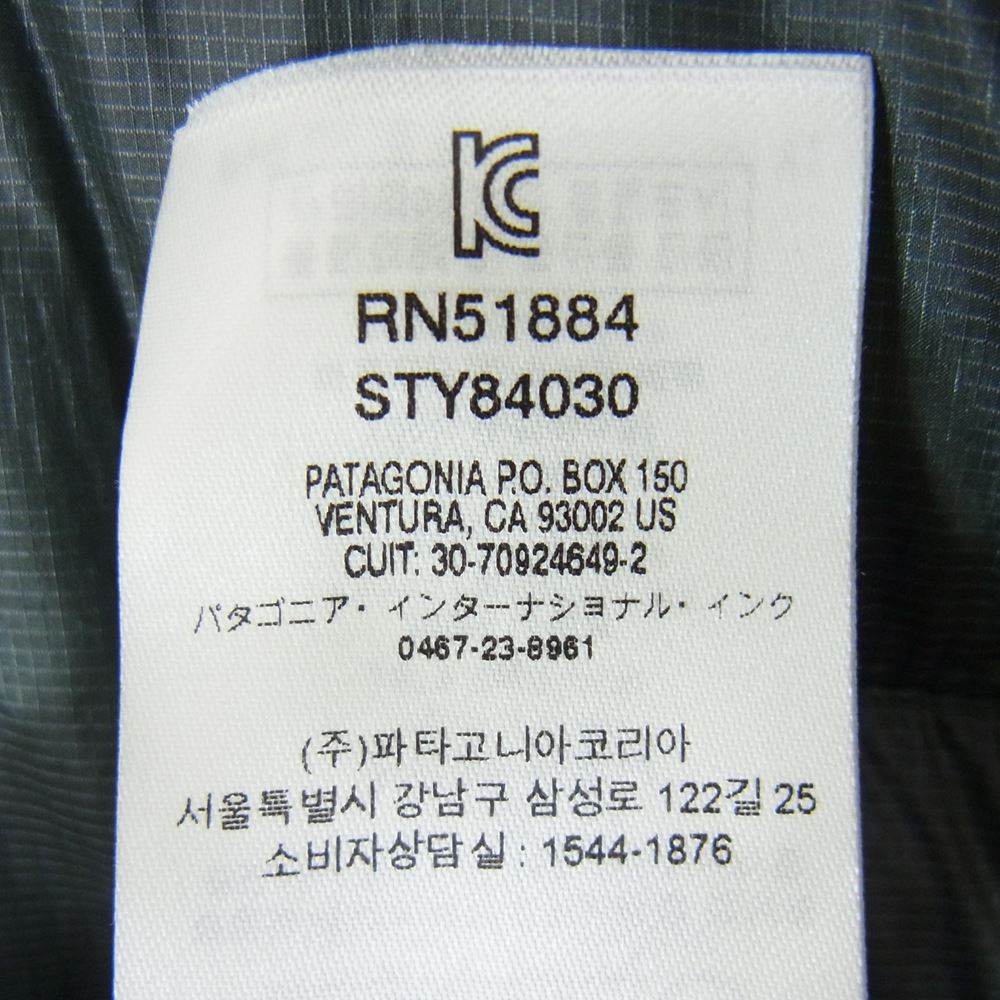 KC
RN51884
STY84030
PATAGONIA P.O. BOX 150
VENTURA, CA 93002 US
CUIT: 30-70924649-2
パタゴニア・インターナショナル・インク
0467-23-8961
(주)파타고니아코리아
서울특별시 강남구 삼성로 122길 25
소비자상담실 : 1544-1876